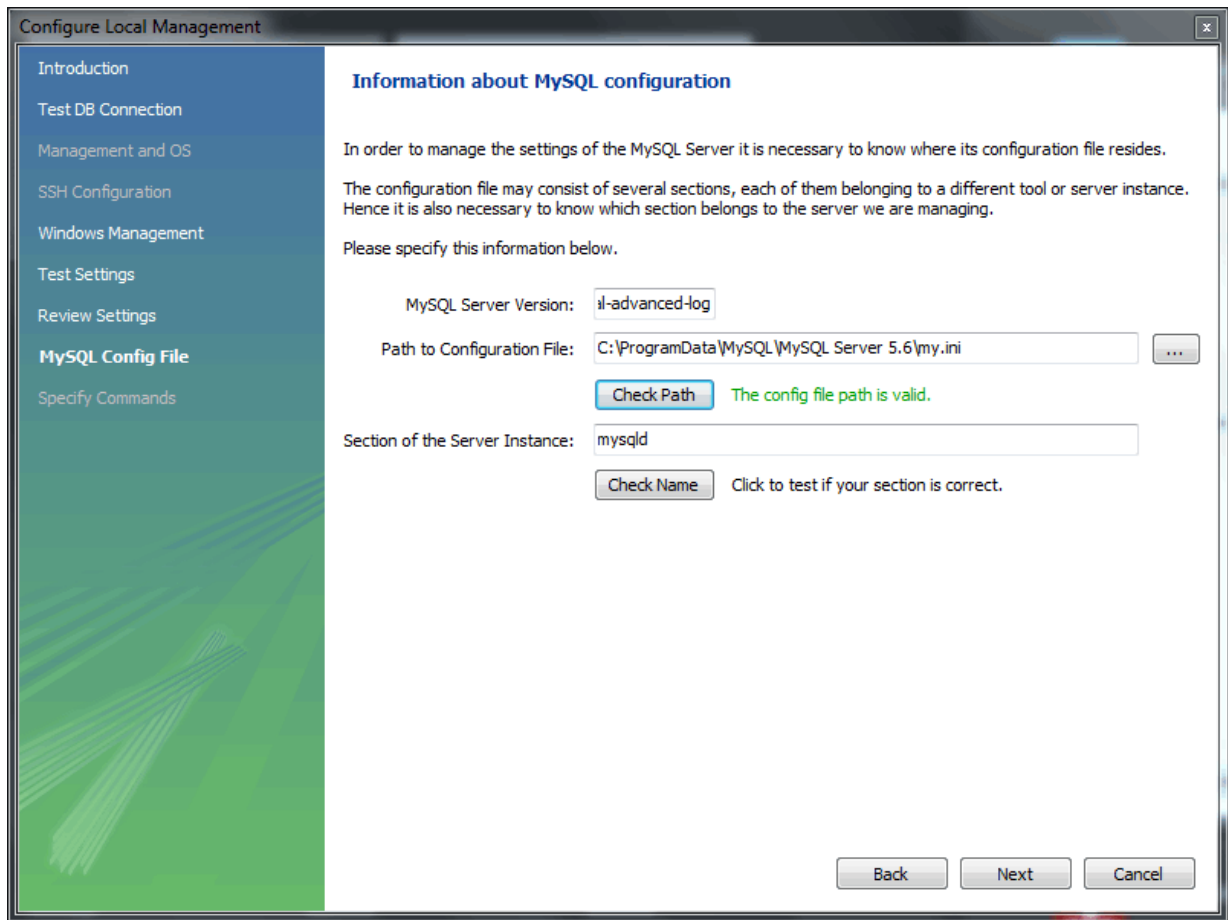 Configure Local Management
x
Introduction
Test DB Connection
Management and OS
SSH Configuration
Windows Management
Test Settings
Review Settings
MySQL Config File
Specify Commands
Information about MySQL configuration
In order to manage the settings of the MySQL Server it is necessary to know where its configuration file resides.
The configuration file may consist of several sections, each of them belonging to a different tool or server instance.
Hence it is also necessary to know which section belongs to the server we are managing.
Please specify this information below.
MySQL Server Version: al-advanced-log
Path to Configuration File: C:\ProgramData\MySQL\MySQL Server 5.6\my.ini ...
Check Path The config file path is valid.
Section of the Server Instance: mysqld
Check Name Click to test if your section is correct.
Back Next Cancel